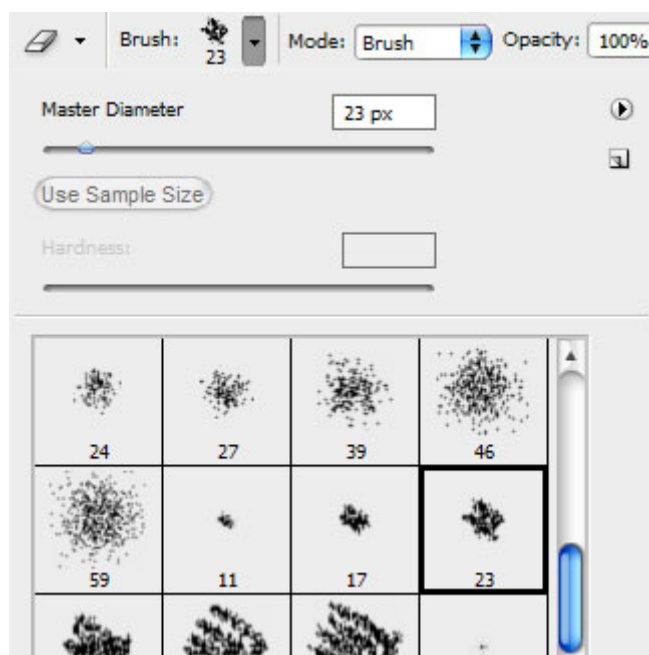 Brush: 23 Mode: Brush Opacity: 100%
Master Diameter 23 px
Use Sample Size
Hardness:
24 27 39 46
59 11 17 23